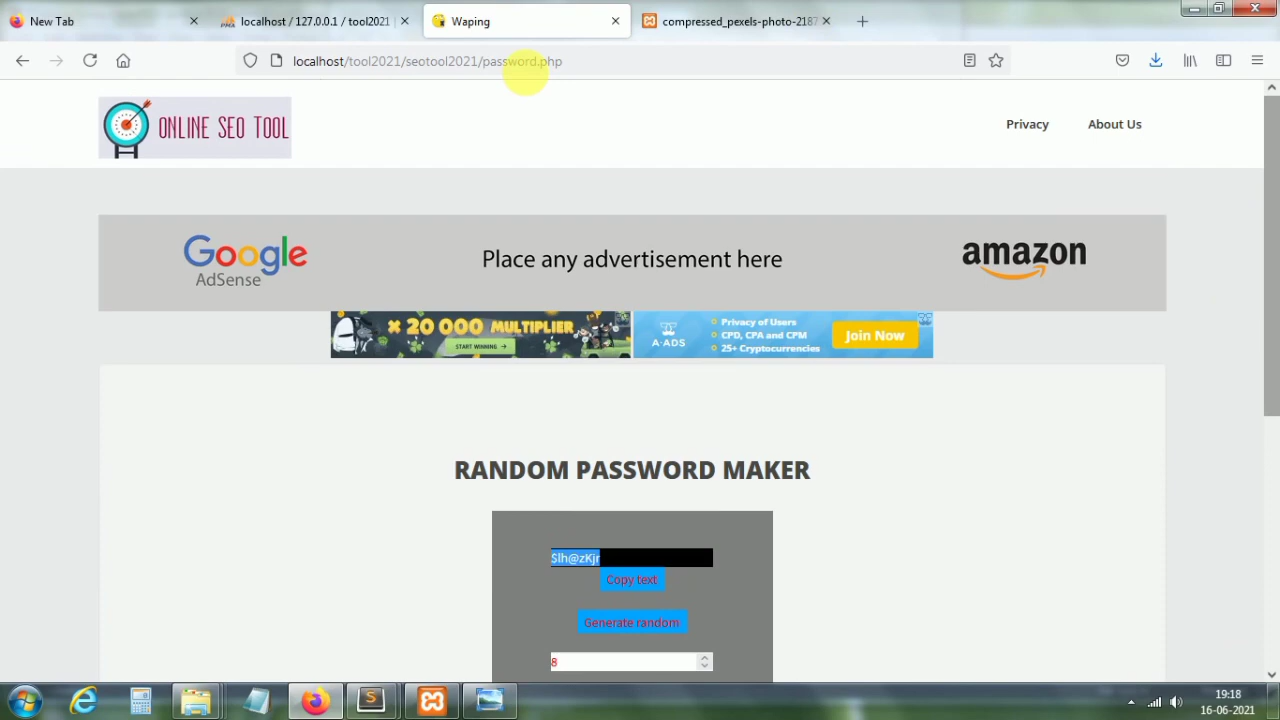 New Tab
localhost / 127.0.0.1 / tool2021 |
Waping
compressed_pexels-photo-2187
localhost/tool2021/seotool2021/password.php
ONLINE SEO TOOL
Privacy
About Us
Google
AdSense
Place any advertisement here
amazon
× 20 000 MULTIPLIER
START WINNING
A-ADS
Privacy of Users
CPD, CPA and CPM
25+ Cryptocurrencies
Join Now
RANDOM PASSWORD MAKER
Slh@zKjr
Copy text
Generate random
8
19:18
16-06-2021